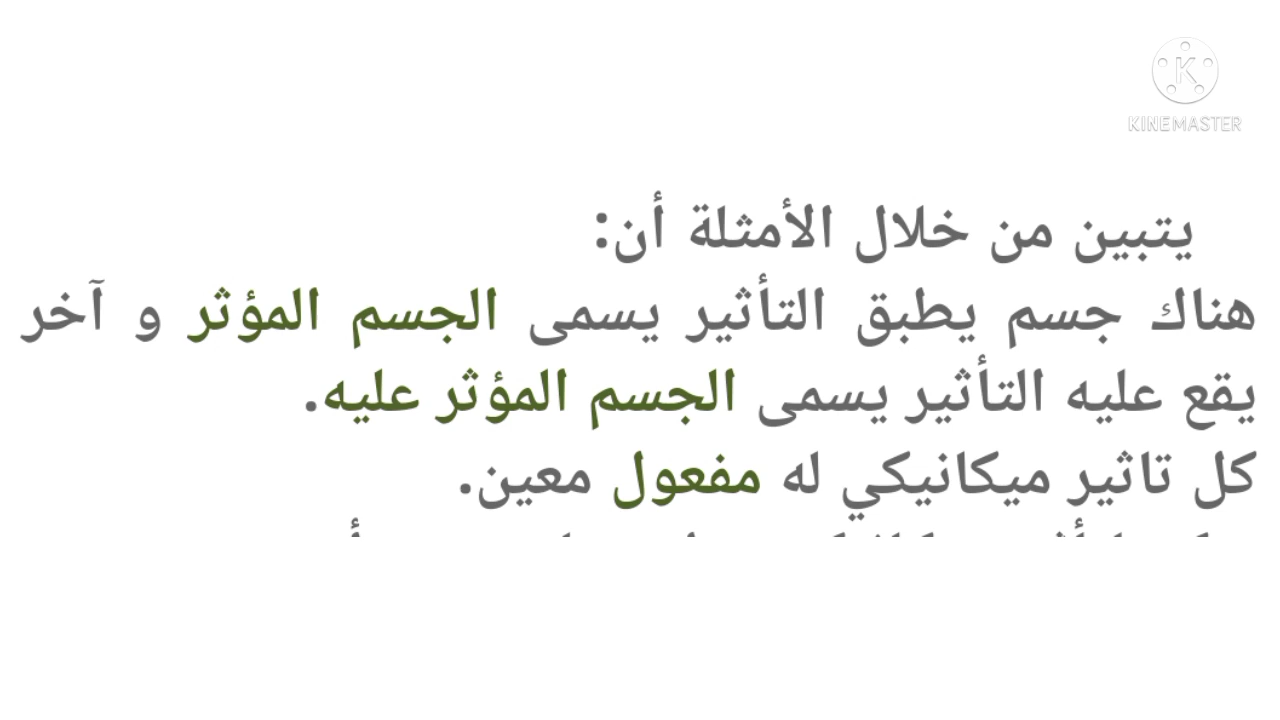 KINEMASTER
يتبين من خلال الأمثلة أن:
هناك جسم يطبق التأثير يسمى الجسم المؤثر و آخر
يقع عليه التأثير يسمى الجسم المؤثر عليه.
كل تاثير ميكانيكي له مفعول معين.